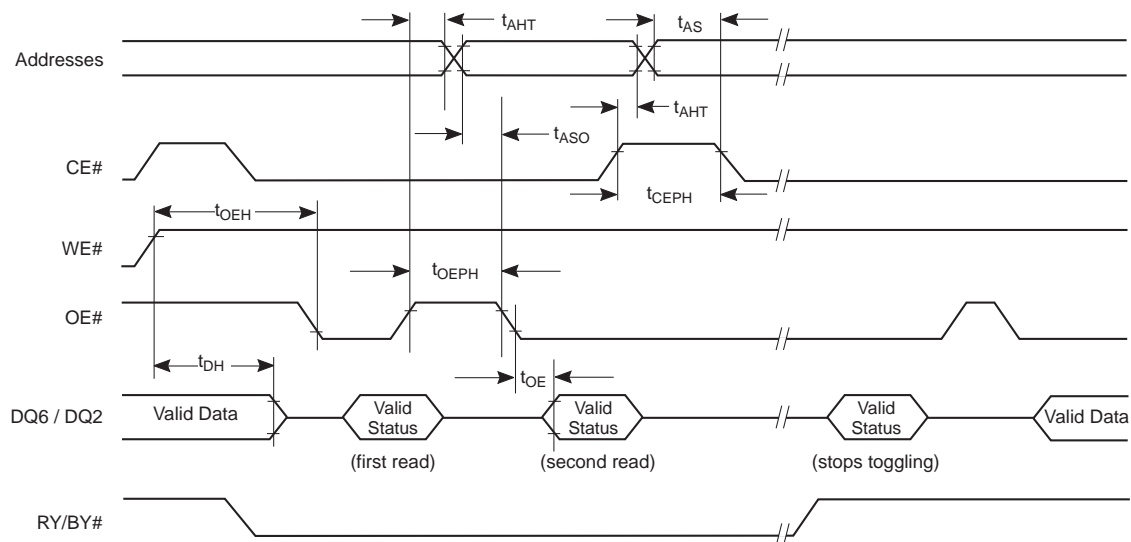 tAHT
tAS
Addresses
tAHT
tASO
CE#
tCEPH
tOEH
WE#
tOEPH
OE#
tDH
tOE
DQ6 / DQ2
Valid Data
Valid
Status
Valid
Status
Valid
Status
Valid Data
(first read)
(second read)
(stops toggling)
RY/BY#